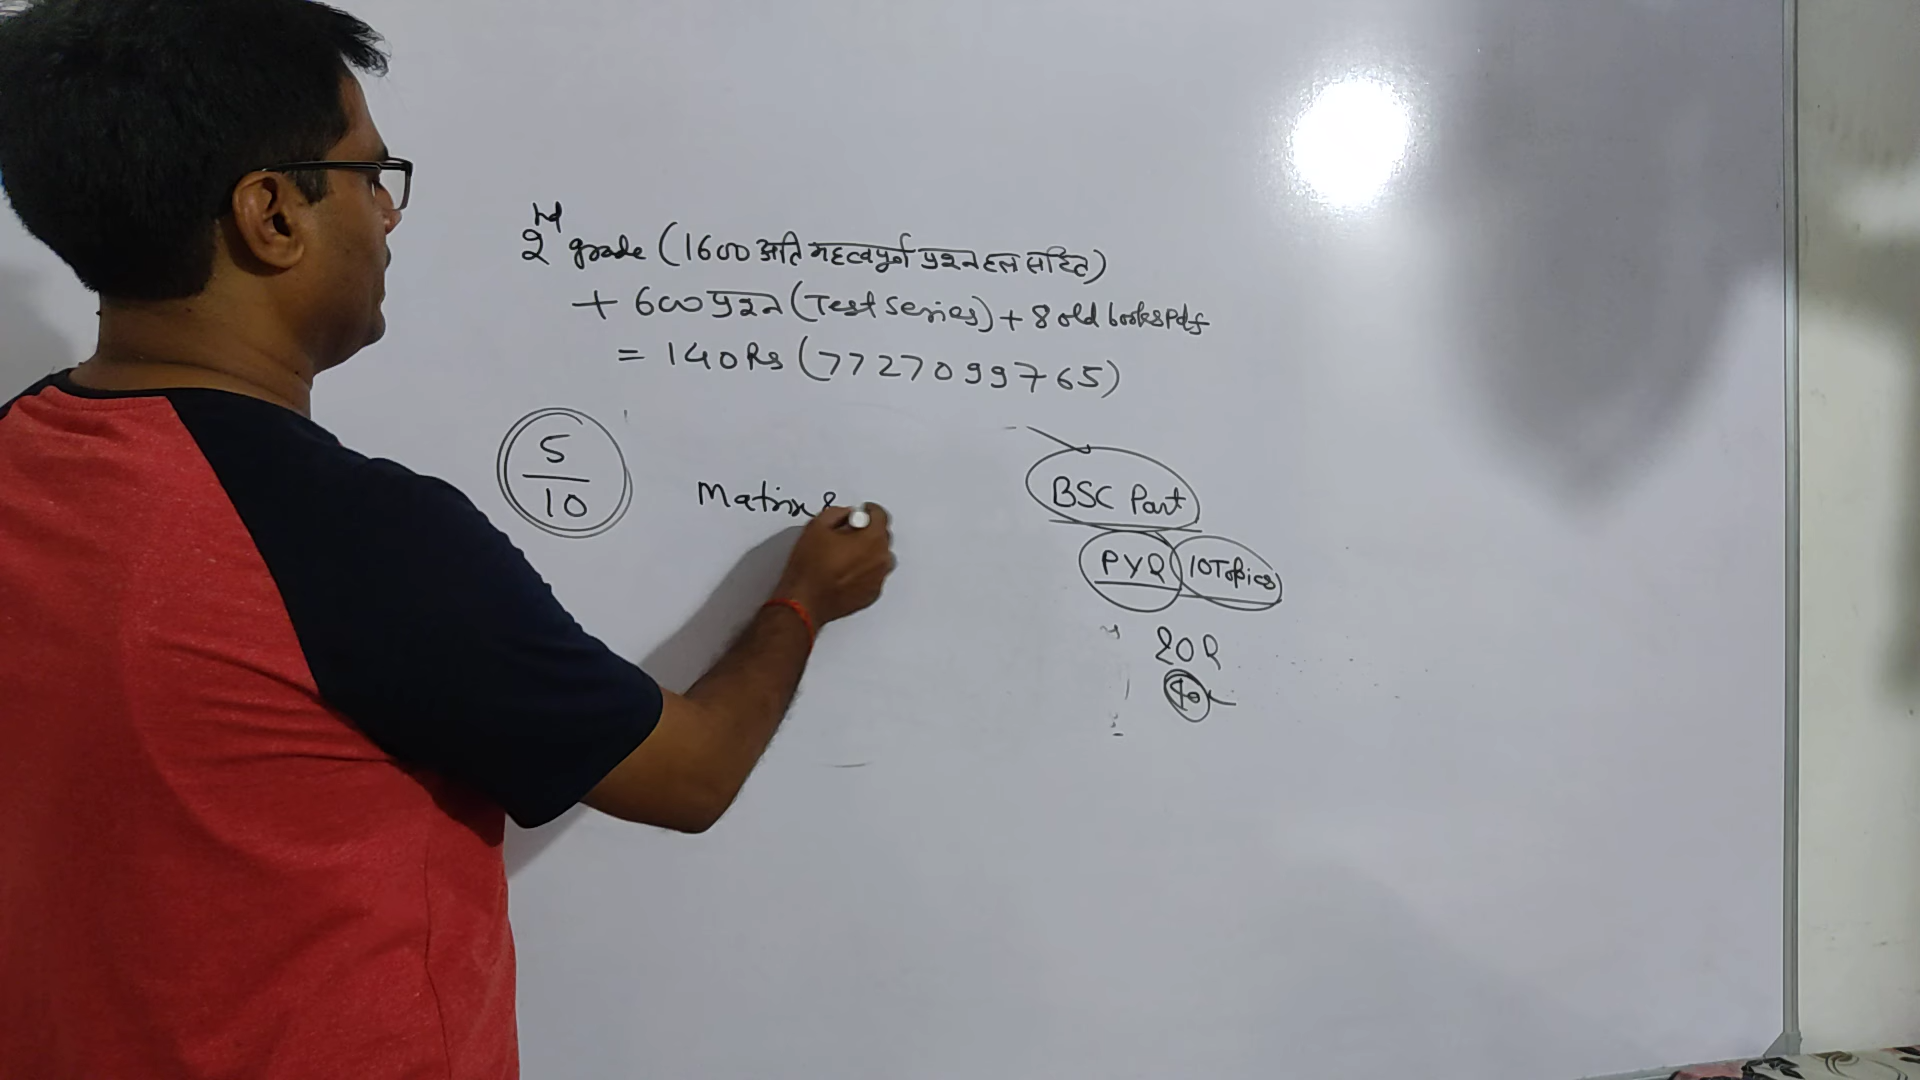 2nd grade (1600 अति महत्वपूर्ण प्रश्न हल सहित)
+ 600 प्रश्न (Test series) + 8 old books pdf
= 140 Rs (7727099765)
5
10
Matrix &
BSC Part
PYQ 10 Topics
20 Q